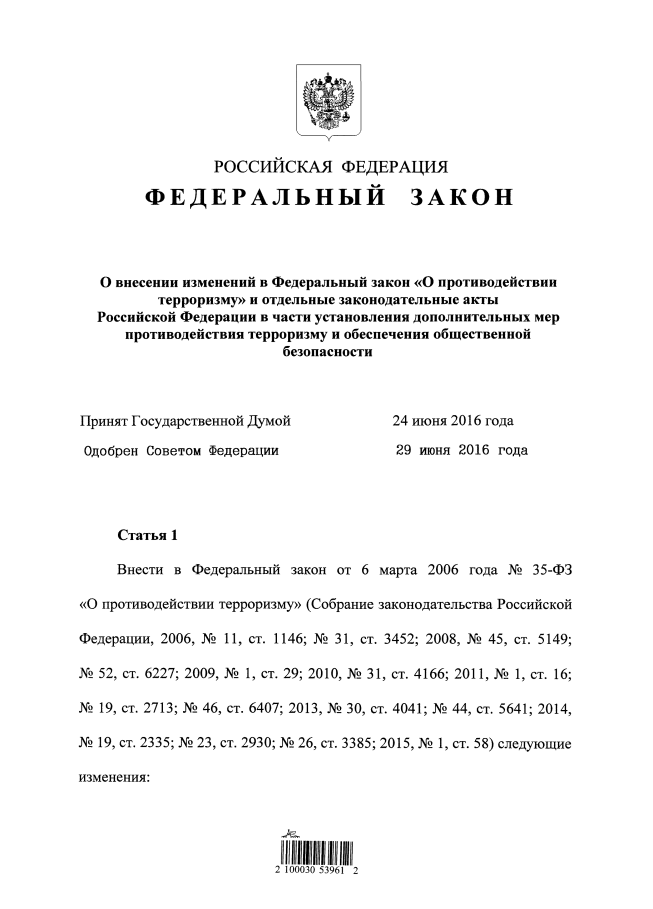 РОССИЙСКАЯ ФЕДЕРАЦИЯ
ФЕДЕРАЛЬНЫЙ ЗАКОН
О внесении изменений в Федеральный закон «О противодействии
терроризму» и отдельные законодательные акты
Российской Федерации в части установления дополнительных мер
противодействия терроризму и обеспечения общественной
безопасности
Принят Государственной Думой 24 июня 2016 года
Одобрен Советом Федерации 29 июня 2016 года
Статья 1
Внести в Федеральный закон от 6 марта 2006 года № 35-ФЗ
«О противодействии терроризму» (Собрание законодательства Российской
Федерации, 2006, № 11, ст. 1146; № 31, ст. 3452; 2008, № 45, ст. 5149;
№ 52, ст. 6227; 2009, № 1, ст. 29; 2010, № 31, ст. 4166; 2011, № 1, ст. 16;
№ 19, ст. 2713; № 46, ст. 6407; 2013, № 30, ст. 4041; № 44, ст. 5641; 2014,
№ 19, ст. 2335; № 23, ст. 2930; № 26, ст. 3385; 2015, № 1, ст. 58) следующие
изменения:
2 100030 53961 2